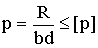 p = R/bd ≤ [p]